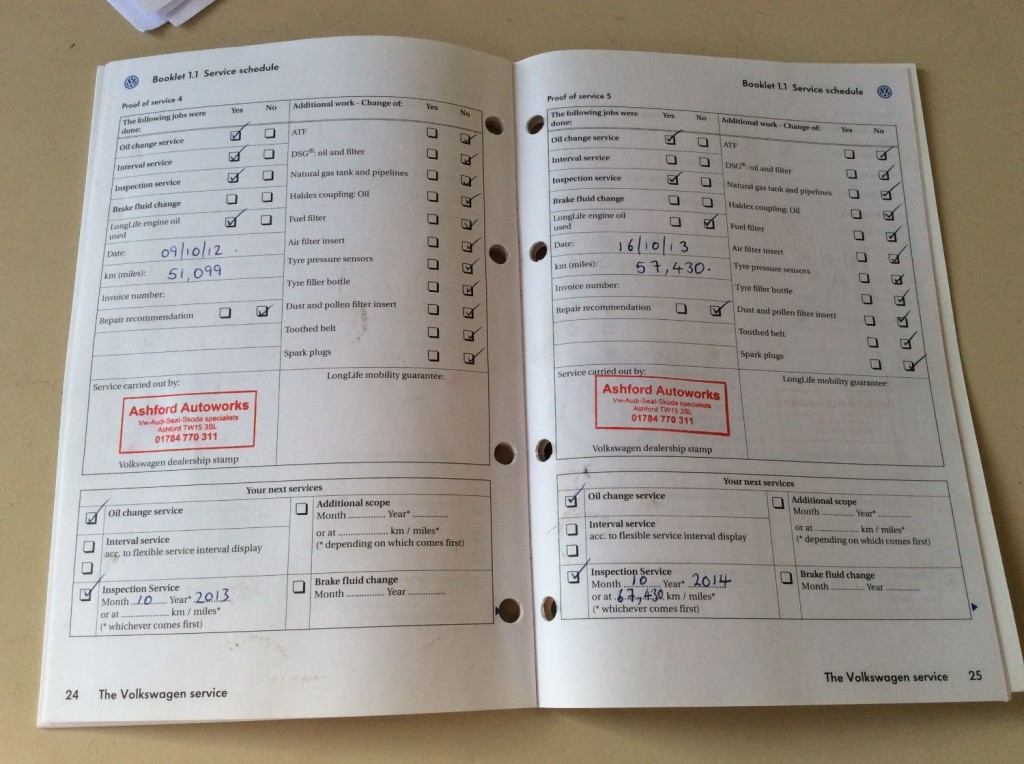 Booklet 1.1 Service schedule
Proof of service 4
The following jobs were done:
Yes No
Additional work - Change of:
Yes No
Oil change service
Interval service
Inspection service
Brake fluid change
LongLife engine oil used
Date: 09/10/12.
km (miles): 51,099
Invoice number:
Repair recommendation
ATF
DSG®: oil and filter
Natural gas tank and pipelines
Haldex coupling: Oil
Fuel filter
Air filter insert
Tyre pressure sensors
Tyre filler bottle
Dust and pollen filter insert
Toothed belt
Spark plugs
Service carried out by:
LongLife mobility guarantee:
Ashford Autoworks
Vw-Audi-Seat-Skoda specialists
Ashford TW15 3SL
01784 770 311
Volkswagen dealership stamp
Your next services
Oil change service
Interval service
acc. to flexible service interval display
Inspection Service
Month 10 Year* 2013
or at .............. km / miles*
(* whichever comes first)
Additional scope
Month .............. Year* ..............
or at .................. km / miles*
(* depending on which comes first)
Brake fluid change
Month .............. Year ..............
24 The Volkswagen service
Booklet 1.1 Service schedule
Proof of service 5
The following jobs were done:
Yes No
Additional work - Change of:
Yes No
Oil change service
Interval service
Inspection service
Brake fluid change
LongLife engine oil used
Date: 16/10/13
km (miles): 57,430.
Invoice number:
Repair recommendation
ATF
DSG®: oil and filter
Natural gas tank and pipelines
Haldex coupling: Oil
Fuel filter
Air filter insert
Tyre pressure sensors
Tyre filler bottle
Dust and pollen filter insert
Toothed belt
Spark plugs
Service carried out by:
LongLife mobility guarantee:
Ashford Autoworks
Vw-Audi-Seat-Skoda specialists
Ashford TW15 3SL
01784 770 311
Volkswagen dealership stamp
Your next services
Oil change service
Interval service
acc. to flexible service interval display
Inspection Service
Month 10 Year* 2014
or at 67,430 km / miles*
(* whichever comes first)
Additional scope
Month .............. Year* ..............
or at .................. km / miles*
(* depending on which comes first)
Brake fluid change
Month .............. Year ..............
The Volkswagen service 25